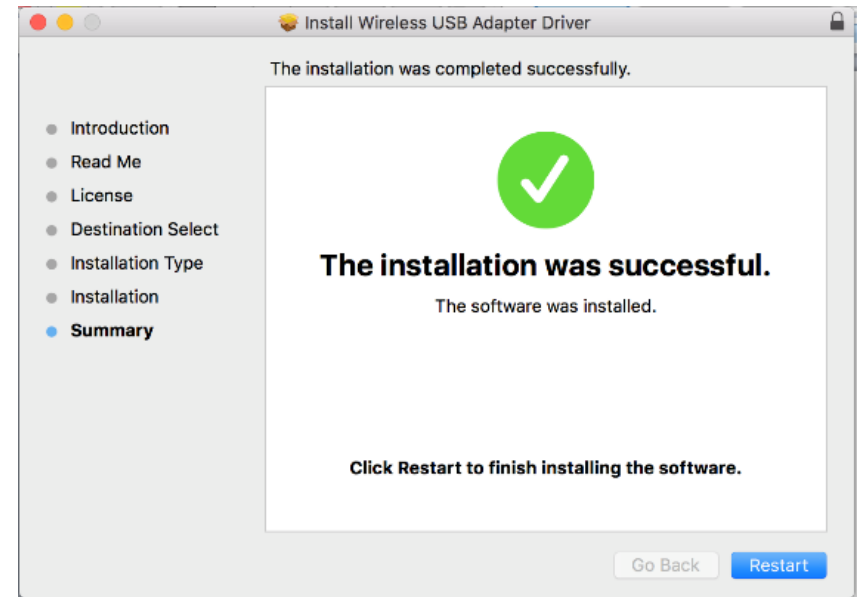 Install Wireless USB Adapter Driver
The installation was completed successfully.
Introduction
Read Me
License
Destination Select
Installation Type
Installation
Summary
The installation was successful.
The software was installed.
Click Restart to finish installing the software.
Go Back
Restart